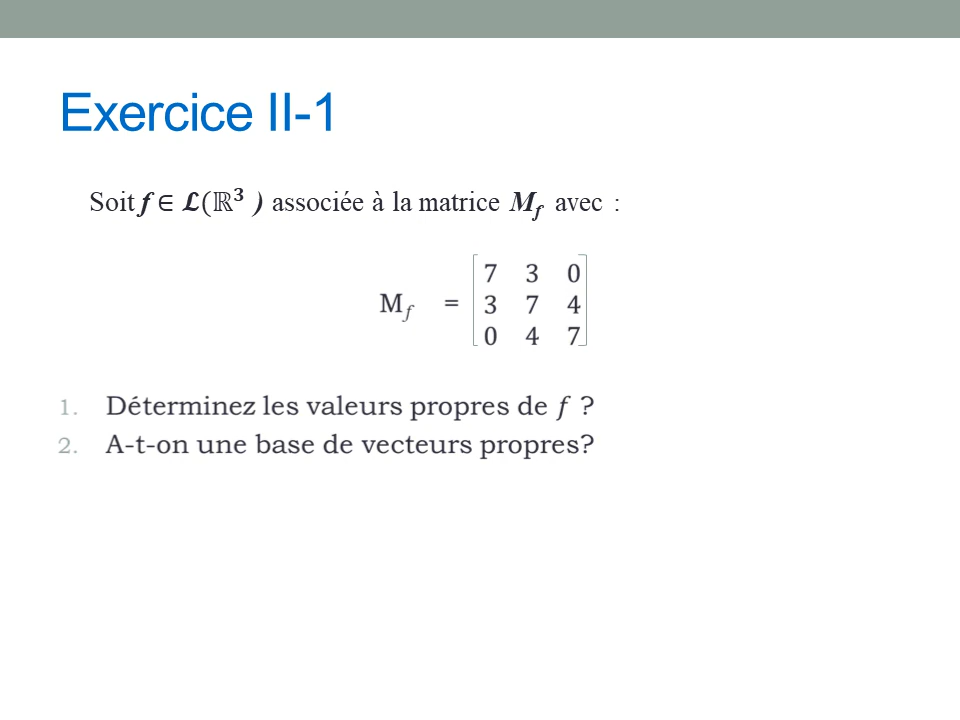 Exercice II-1
Soit f ∈ ℒ(ℝ³ ) associée à la matrice M_f avec :
M_f = [7 3 0
3 7 4
0 4 7]
1. Déterminez les valeurs propres de f ?
2. A-t-on une base de vecteurs propres?